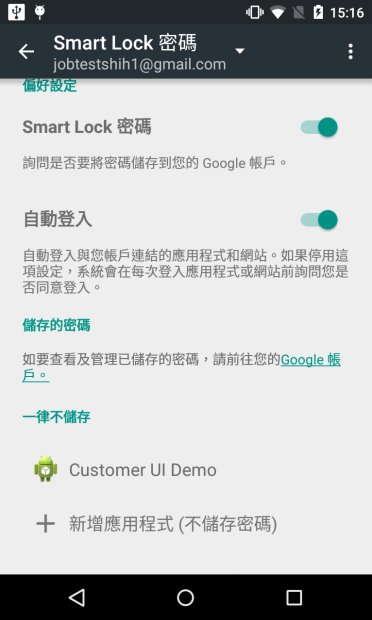 15:16
Smart Lock 密碼
jobtestshih1@gmail.com
偏好設定
Smart Lock 密碼
詢問是否要將密碼儲存到您的 Google 帳戶。
自動登入
自動登入與您帳戶連結的應用程式和網站。如果停用這
項設定，系統會在每次登入應用程式或網站前詢問您是
否同意登入。
儲存的密碼
如要查看及管理已儲存的密碼，請前往您的Google 帳
戶。
一律不儲存
Customer UI Demo
新增應用程式 (不儲存密碼)